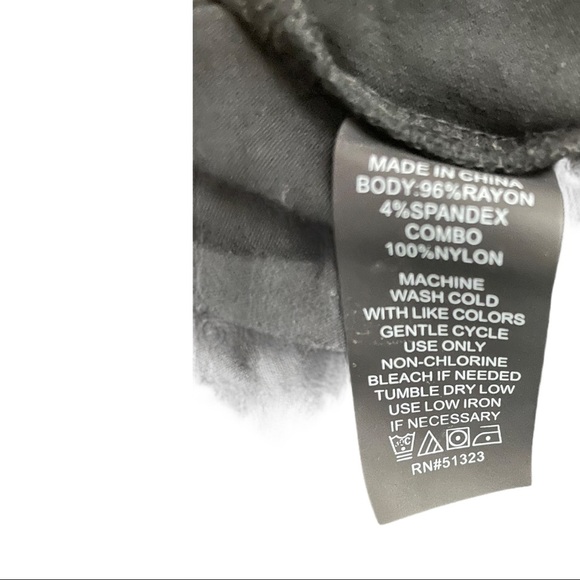 MADE IN CHINA
BODY:96%RAYON
4%SPANDEX
COMBO
100%NYLON
MACHINE
WASH COLD
WITH LIKE COLORS
GENTLE CYCLE
USE ONLY
NON-CHLORINE
BLEACH IF NEEDED
TUMBLE DRY LOW
USE LOW IRON
IF NECESSARY
RN#51323